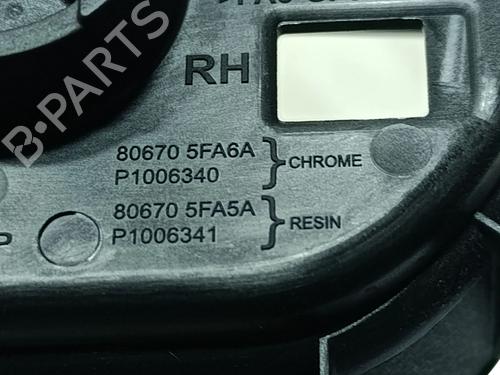 RH
80670 5FA6A
P1006340
CHROME
80670 5FA5A
P1006341
RESIN
P
B-PARTS